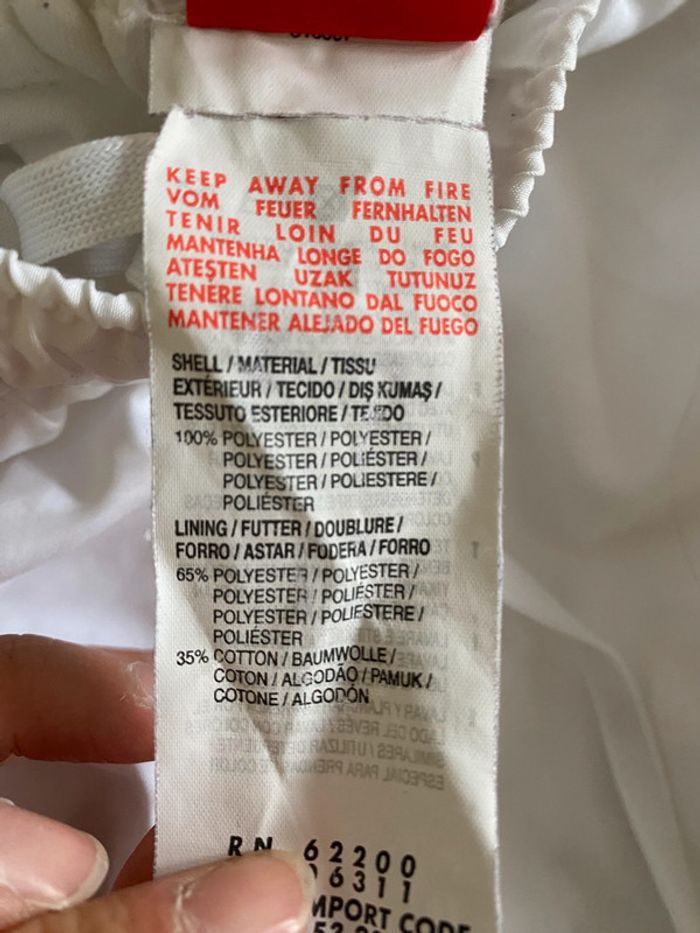 KEEP AWAY FROM FIRE
VOM FEUER FERNHALTEN
TENIR LOIN DU FEU
MANTENHA LONGE DO FOGO
ATEŞTEN UZAK TUTUNUZ
TENERE LONTANO DAL FUOCO
MANTENER ALEJADO DEL FUEGO
SHELL / MATERIAL / TISSU
EXTÉRIEUR / TECIDO / DIŞ KUMAŞ /
TESSUTO ESTERIORE / TEJIDO
100% POLYESTER / POLYESTER /
POLYESTER / POLIÉSTER /
POLYESTER / POLIESTERE /
POLIÉSTER
LINING / FUTTER / DOUBLURE /
FORRO / ASTAR / FODERA / FORRO
65% POLYESTER / POLYESTER /
POLYESTER / POLIÉSTER /
POLYESTER / POLIESTERE /
POLIÉSTER
35% COTTON / BAUMWOLLE /
COTON / ALGODÃO / PAMUK /
COTONE / ALGODÓN
RN 62200
6311